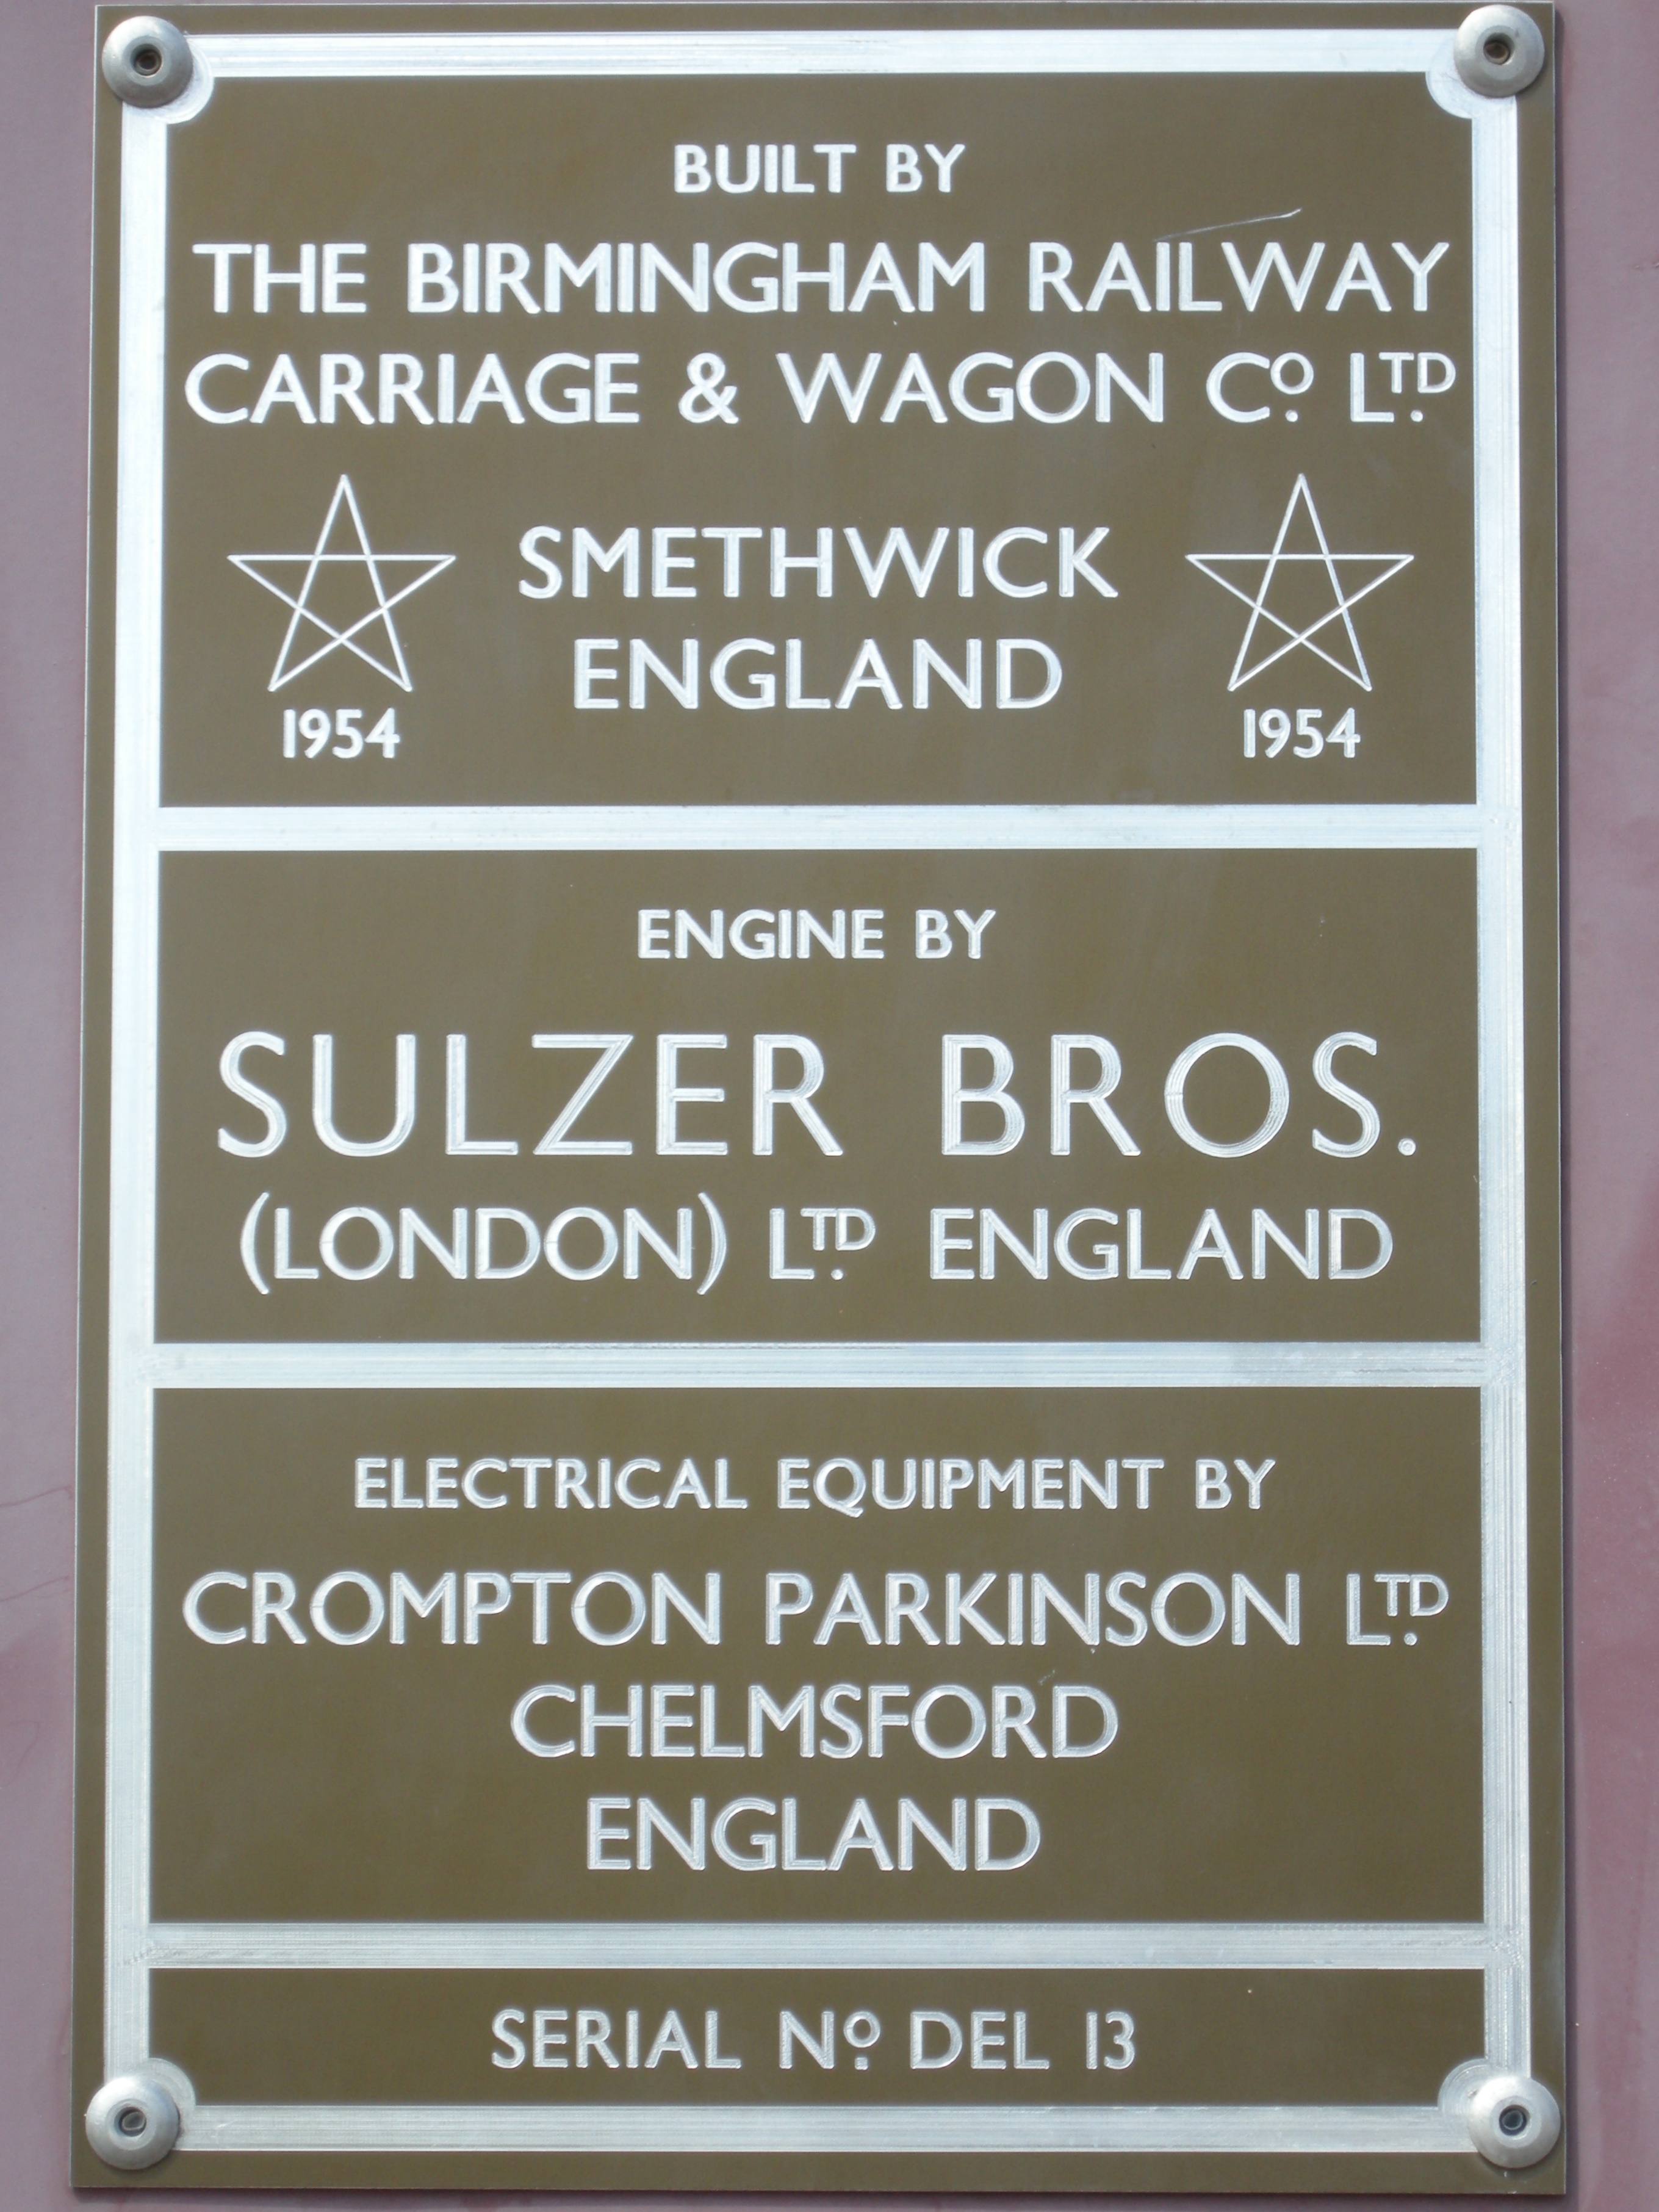 BUILT BY
THE BIRMINGHAM RAILWAY
CARRIAGE & WAGON Cº. LTD.
SMETHWICK
ENGLAND
1954 1954
ENGINE BY
SULZER BROS.
(LONDON) LTD. ENGLAND
ELECTRICAL EQUIPMENT BY
CROMPTON PARKINSON LTD.
CHELMSFORD
ENGLAND
SERIAL Nº. DEL 13